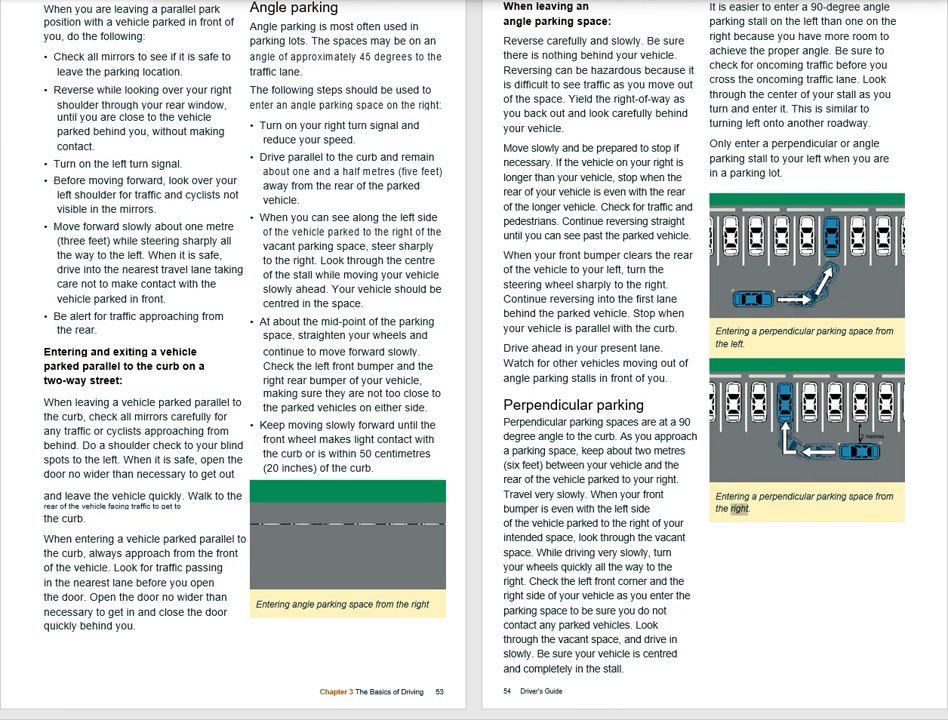 When you are leaving a parallel park
position with a vehicle parked in front of
you, do the following:
• Check all mirrors to see if it is safe to
leave the parking location.
• Reverse while looking over your right
shoulder through your rear window,
until you are close to the vehicle
parked behind you, without making
contact.
• Turn on the left turn signal.
• Before moving forward, look over your
left shoulder for traffic and cyclists not
visible in the mirrors.
• Move forward slowly about one metre
(three feet) while steering sharply all
the way to the left. When it is safe,
drive into the nearest travel lane taking
care not to make contact with the
vehicle parked in front.
• Be alert for traffic approaching from
the rear.
Entering and exiting a vehicle
parked parallel to the curb on a
two-way street:
When leaving a vehicle parked parallel to
the curb, check all mirrors carefully for
any traffic or cyclists approaching from
behind. Do a shoulder check to your blind
spots to the left. When it is safe, open the
door no wider than necessary to get out
and leave the vehicle quickly. Walk to the
rear of the vehicle facing traffic to get to
the curb.
When entering a vehicle parked parallel to
the curb, always approach from the front
of the vehicle. Look for traffic passing
in the nearest lane before you open
the door. Open the door no wider than
necessary to get in and close the door
quickly behind you.
Angle parking
Angle parking is most often used in
parking lots. The spaces may be on an
angle of approximately 45 degrees to the
traffic lane.
The following steps should be used to
enter an angle parking space on the right:
• Turn on your right turn signal and
reduce your speed.
• Drive parallel to the curb and remain
about one and a half metres (five feet)
away from the rear of the parked
vehicle.
• When you can see along the left side
of the vehicle parked to the right of the
vacant parking space, steer sharply
to the right. Look through the centre
of the stall while moving your vehicle
slowly ahead. Your vehicle should be
centred in the space.
• At about the mid-point of the parking
space, straighten your wheels and
continue to move forward slowly.
Check the left front bumper and the
right rear bumper of your vehicle,
making sure they are not too close to
the parked vehicles on either side.
• Keep moving slowly forward until the
front wheel makes light contact with
the curb or is within 50 centimetres
(20 inches) of the curb.
Entering angle parking space from the right
Chapter 3 The Basics of Driving 53
When leaving an
angle parking space:
Reverse carefully and slowly. Be sure
there is nothing behind your vehicle.
Reversing can be hazardous because it
is difficult to see traffic as you move out
of the space. Yield the right-of-way as
you back out and look carefully behind
your vehicle.
Move slowly and be prepared to stop if
necessary. If the vehicle on your right is
longer than your vehicle, stop when the
rear of your vehicle is even with the rear
of the longer vehicle. Check for traffic and
pedestrians. Continue reversing straight
until you can see past the parked vehicle.
When your front bumper clears the rear
of the vehicle to your left, turn the
steering wheel sharply to the right.
Continue reversing into the first lane
behind the parked vehicle. Stop when
your vehicle is parallel with the curb.
Drive ahead in your present lane.
Watch for other vehicles moving out of
angle parking stalls in front of you.
Perpendicular parking
Perpendicular parking spaces are at a 90
degree angle to the curb. As you approach
a parking space, keep about two metres
(six feet) between your vehicle and the
rear of the vehicle parked to your right.
Travel very slowly. When your front
bumper is even with the left side
of the vehicle parked to the right of your
intended space, look through the vacant
space. While driving very slowly, turn
your wheels quickly all the way to the
right. Check the left front corner and the
right side of your vehicle as you enter the
parking space to be sure you do not
contact any parked vehicles. Look
through the vacant space, and drive in
slowly. Be sure your vehicle is centred
and completely in the stall.
It is easier to enter a 90-degree angle
parking stall on the left than one on the
right because you have more room to
achieve the proper angle. Be sure to
check for oncoming traffic before you
cross the oncoming traffic lane. Look
through the center of your stall as you
turn and enter it. This is similar to
turning left onto another roadway.
Only enter a perpendicular or angle
parking stall to your left when you are
in a parking lot.
Entering a perpendicular parking space from
the left.
2 metres
Entering a perpendicular parking space from
the right.
54 Driver's Guide